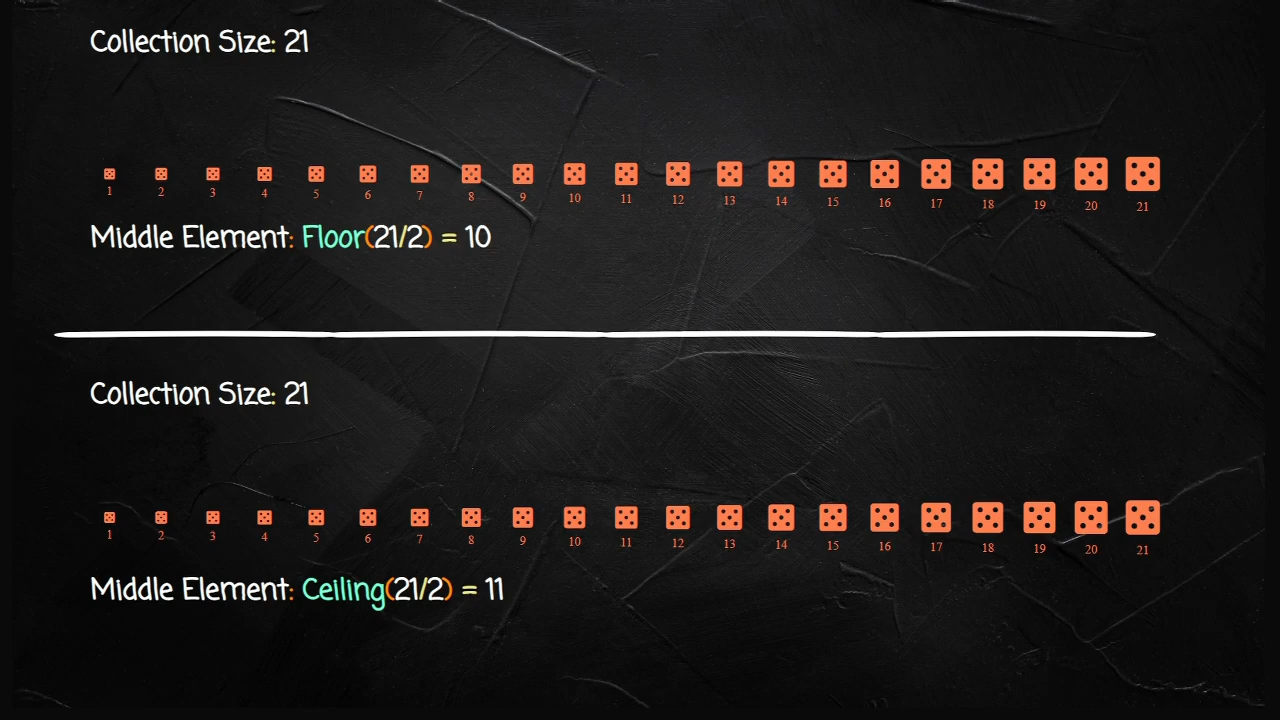 Collection Size: 21
1 2 3 4 5 6 7 8 9 10 11 12 13 14 15 16 17 18 19 20 21
Middle Element: Floor(21/2) = 10
Collection Size: 21
1 2 3 4 5 6 7 8 9 10 11 12 13 14 15 16 17 18 19 20 21
Middle Element: Ceiling(21/2) = 11